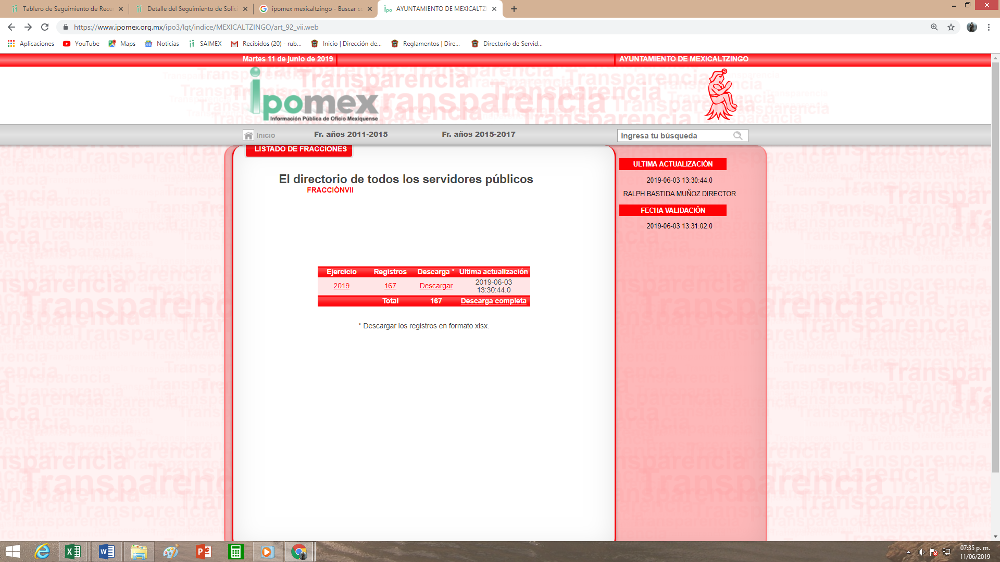 Tablero de Seguimiento de Recu
Detalle del Seguimiento de Solici
ipomex mexicaltzingo - Buscar co
AYUNTAMIENTO DE MEXICALTZI
https://www.ipomex.org.mx/ipo3/lgt/indice/MEXICALTZINGO/art_92_vii.web
Aplicaciones
YouTube
Maps
Noticias
SAIMEX
Recibidos (20) - rub...
Inicio | Dirección de...
Reglamentos | Dire...
Directorio de Servid...
Martes 11 de junio de 2019
AYUNTAMIENTO DE MEXICALTZINGO
Transparencia
ipomex
Información Pública de Oficio Mexiquense
Inicio
Fr. años 2011-2015
Fr. años 2015-2017
Ingresa tu búsqueda
LISTADO DE FRACCIONES
El directorio de todos los servidores públicos
FRACCIÓNVII
ULTIMA ACTUALIZACIÓN
2019-06-03 13:30:44.0
RALPH BASTIDA MUÑOZ DIRECTOR
FECHA VALIDACIÓN
2019-06-03 13:31:02.0
Ejercicio Registros Descarga * Ultima actualización
2019 167 Descargar 2019-06-03
13:30:44.0
Total 167 Descarga completa
* Descargar los registros en formato xlsx.
07:35 p. m.
11/06/2019